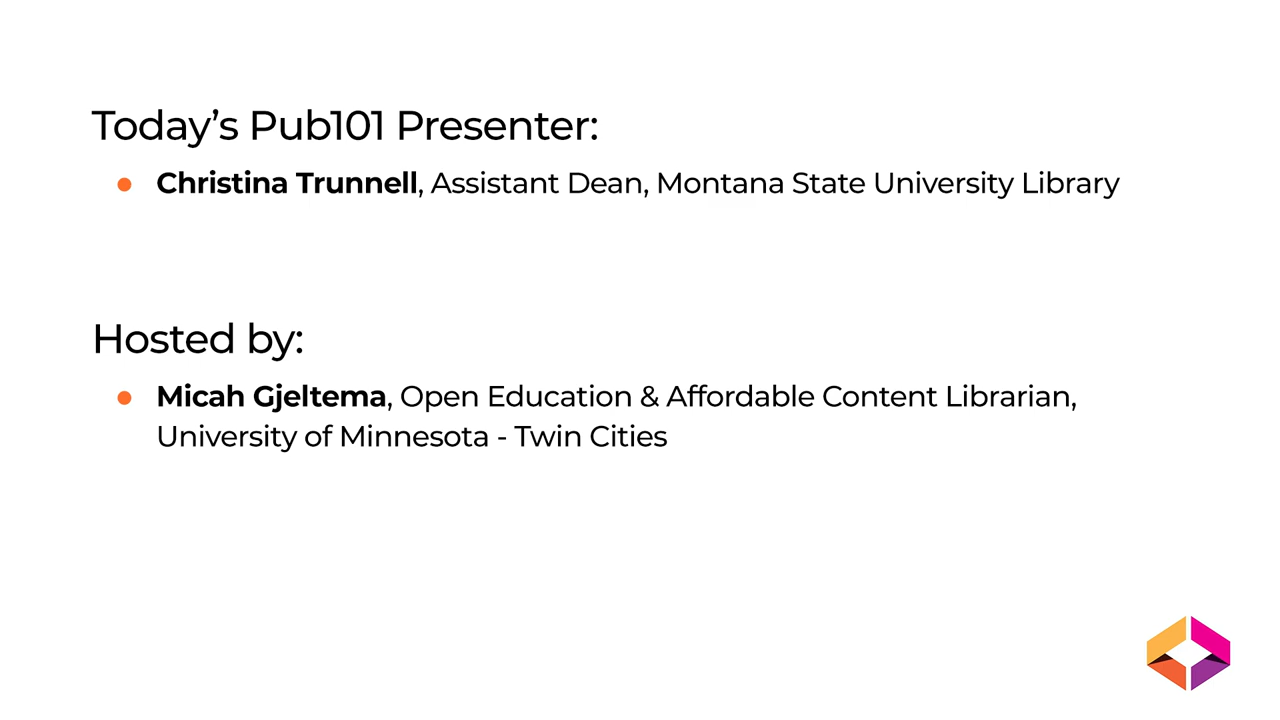 Today’s Pub101 Presenter:
● Christina Trunnell, Assistant Dean, Montana State University Library
Hosted by:
● Micah Gjeltema, Open Education & Affordable Content Librarian,
University of Minnesota - Twin Cities